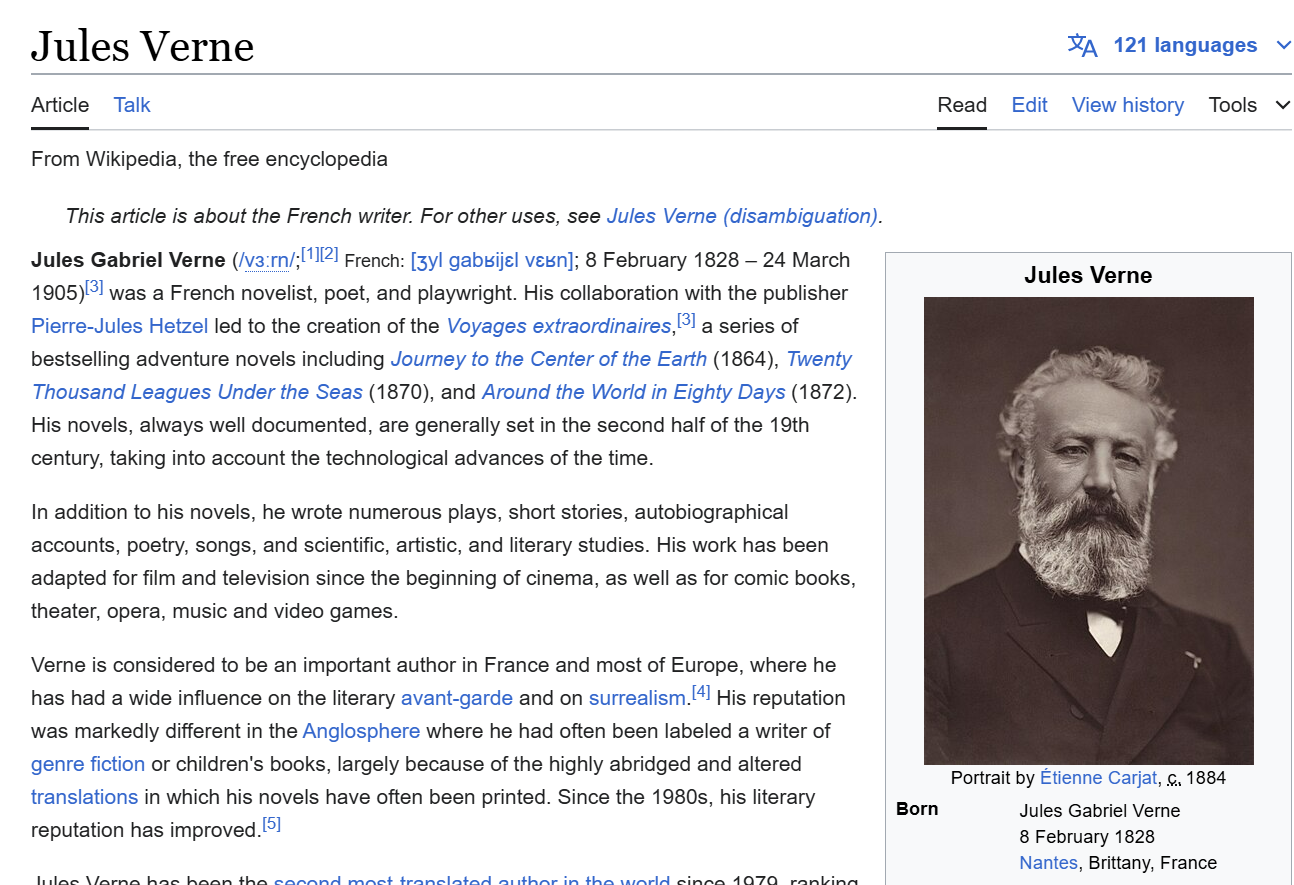 Jules Verne
121 languages
Article Talk
Read Edit View history Tools
From Wikipedia, the free encyclopedia
This article is about the French writer. For other uses, see Jules Verne (disambiguation).
Jules Gabriel Verne (/vɜːrn/;[1][2] French: [ʒyl ɡabʁijɛl vɛʁn]; 8 February 1828 – 24 March
1905)[3] was a French novelist, poet, and playwright. His collaboration with the publisher
Pierre-Jules Hetzel led to the creation of the Voyages extraordinaires,[3] a series of
bestselling adventure novels including Journey to the Center of the Earth (1864), Twenty
Thousand Leagues Under the Seas (1870), and Around the World in Eighty Days (1872).
His novels, always well documented, are generally set in the second half of the 19th
century, taking into account the technological advances of the time.
In addition to his novels, he wrote numerous plays, short stories, autobiographical
accounts, poetry, songs, and scientific, artistic, and literary studies. His work has been
adapted for film and television since the beginning of cinema, as well as for comic books,
theater, opera, music and video games.
Verne is considered to be an important author in France and most of Europe, where he
has had a wide influence on the literary avant-garde and on surrealism.[4] His reputation
was markedly different in the Anglosphere where he had often been labeled a writer of
genre fiction or children's books, largely because of the highly abridged and altered
translations in which his novels have often been printed. Since the 1980s, his literary
reputation has improved.[5]
Jules Verne has been the second most-translated author in the world since 1979, ranking
Jules Verne
Portrait by Étienne Carjat, c. 1884
Born
Jules Gabriel Verne
8 February 1828
Nantes, Brittany, France